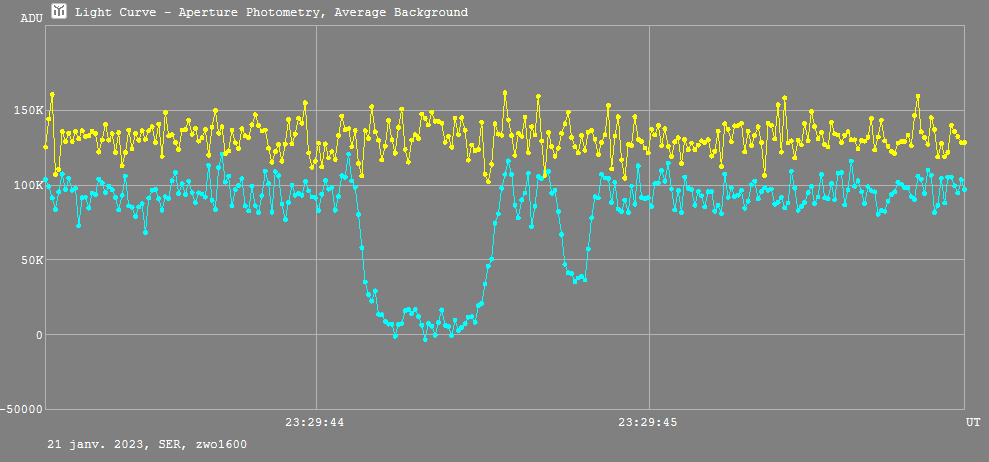 Light Curve - Aperture Photometry, Average Background
ADU
150K
100K
50K
0
-50000
23:29:44 23:29:45 UT
21 janv. 2023, SER, zwo1600